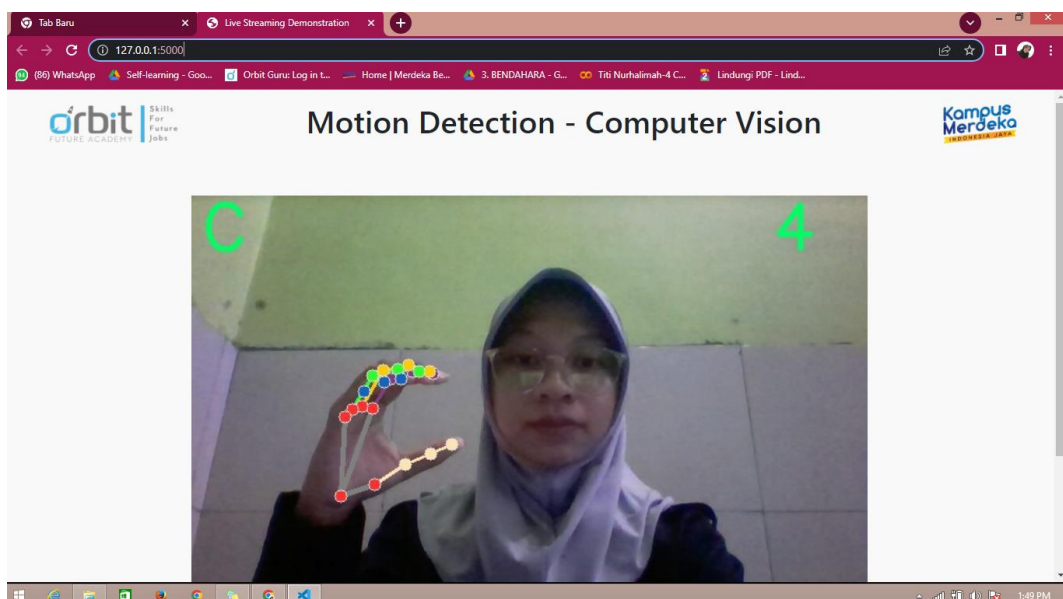 Tab Baru
Live Streaming Demonstration
127.0.0.1:5000
(86) WhatsApp
Self-learning - Goo...
Orbit Guru: Log in t...
Home | Merdeka Be...
3. BENDAHARA - G...
Titi Nurhalimah-4 C...
Lindungi PDF - Lind...
orbit
FUTURE ACADEMY
Skills
For
Future
Jobs
Motion Detection - Computer Vision
Kampus
Merdeka
INDONESIA JAYA
C
4
1:49 PM